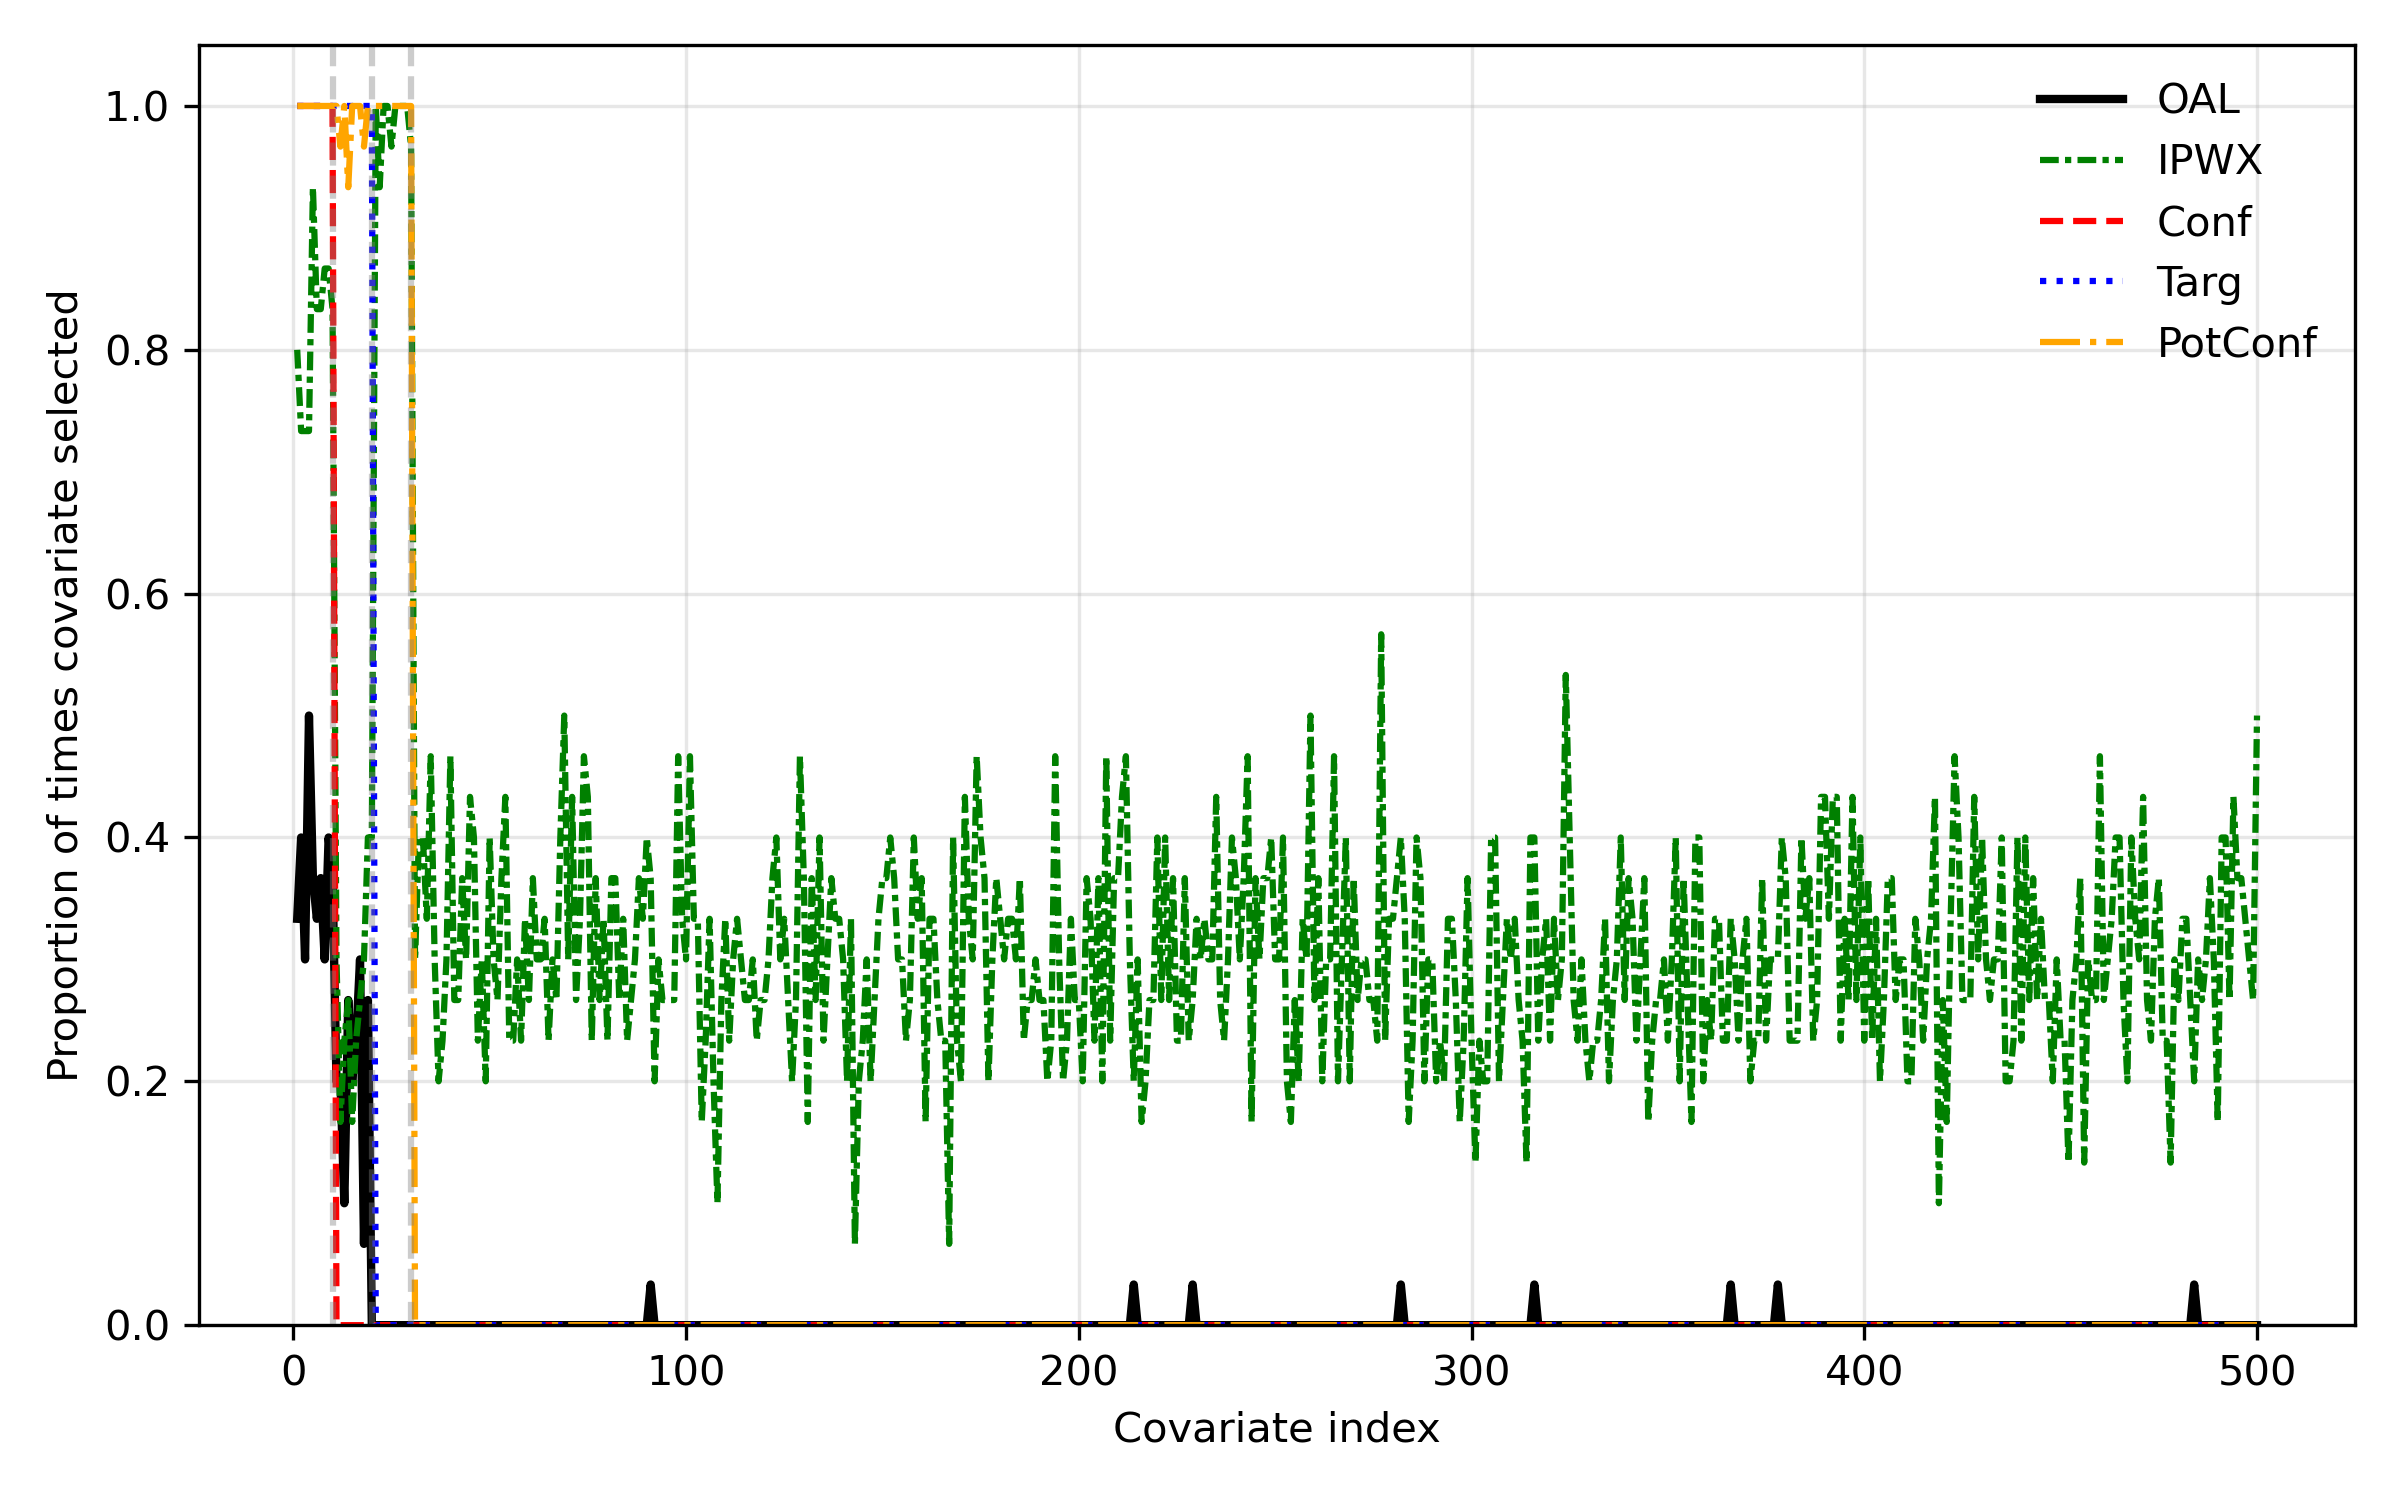 OAL
IPWX
Conf
Targ
PotConf
Proportion of times covariate selected
1.0
0.8
0.6
0.4
0.2
0.0
0 100 200 300 400 500
Covariate index